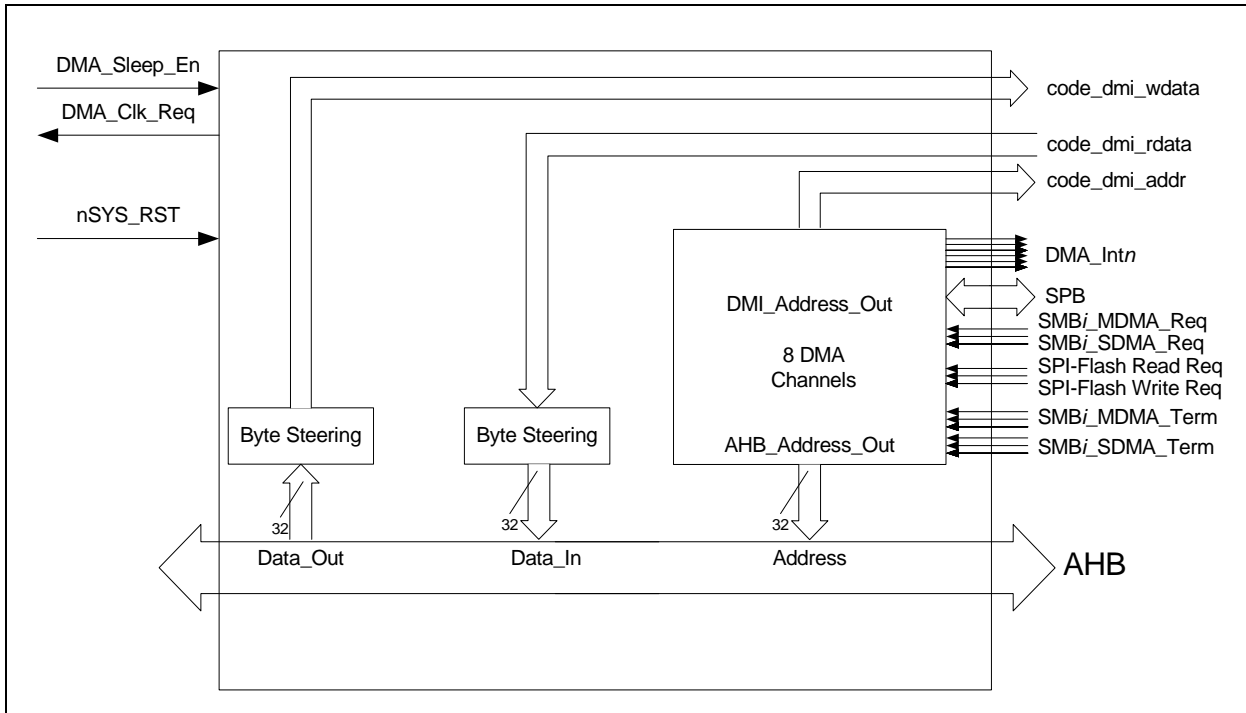 DMA_Sleep_En
DMA_Clk_Req
nSYS_RST
code_dmi_wdata
code_dmi_rdata
code_dmi_addr
DMA_Intn
SPB
SMBi_MDMA_Req
SMBi_SDMA_Req
SPI-Flash Read Req
SPI-Flash Write Req
SMBi_MDMA_Term
SMBi_SDMA_Term
DMI_Address_Out
8 DMA
Channels
AHB_Address_Out
Byte Steering
Byte Steering
32
32
32
Data_Out
Data_In
Address
AHB